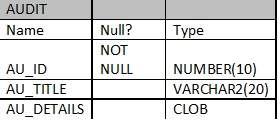 AUDIT
Name Null? Type
AU_ID NOT NULL NUMBER(10)
AU_TITLE VARCHAR2(20)
AU_DETAILS CLOB